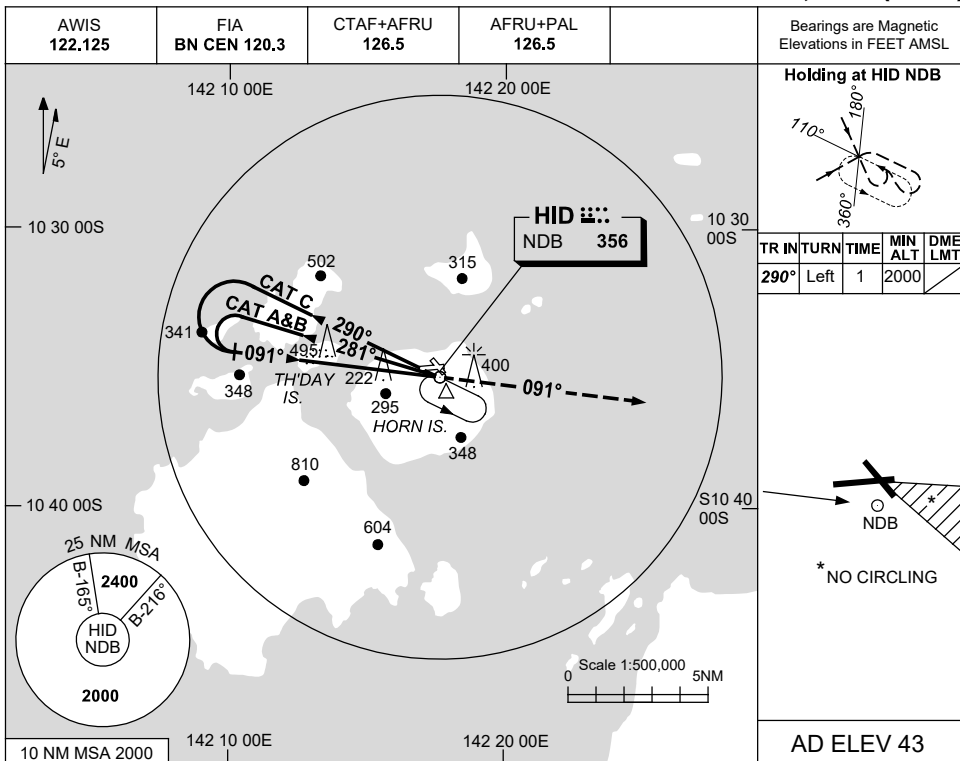 AWIS
122.125
FIA
BN CEN 120.3
CTAF+AFRU
126.5
AFRU+PAL
126.5
Bearings are Magnetic
Elevations in FEET AMSL
142 10 00E
142 20 00E
5° E
10 30 00S
10 30
00S
HID
NDB 356
502
315
CAT C
CAT A&B
290°
281°
341
091°
495
TH'DAY
IS.
222
400
091°
348
295
HORN IS.
348
810
604
10 40 00S
S10 40
00S
25 NM MSA
B-165°
2400
B-216°
HID
NDB
2000
Scale 1:500,000
0
5NM
10 NM MSA 2000
142 10 00E
142 20 00E
Holding at HID NDB
180°
110°
360°
TR IN TURN TIME MIN ALT DME LMT
290° Left 1 2000
*
NDB
*NO CIRCLING
AD ELEV 43